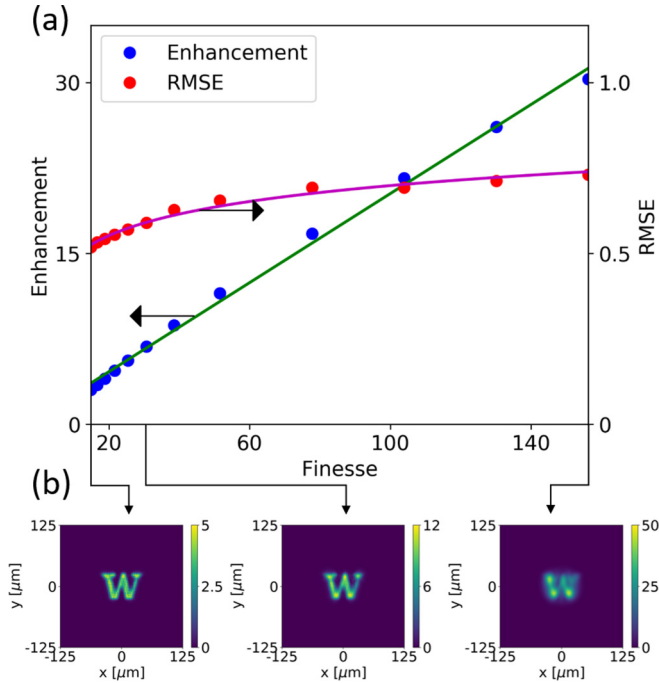 (a)
Enhancement
RMSE
30
15
0
1.0
0.5
0.0
Enhancement
RMSE
20 60 100 140
Finesse
(b)
125 5 125 12 125 50
y [μm] 0 2.5 y [μm] 0 6 y [μm] 0 25
-125 0 -125 0 -125 0
-125 0 125 -125 0 125 -125 0 125
x [μm] x [μm] x [μm]
W W W